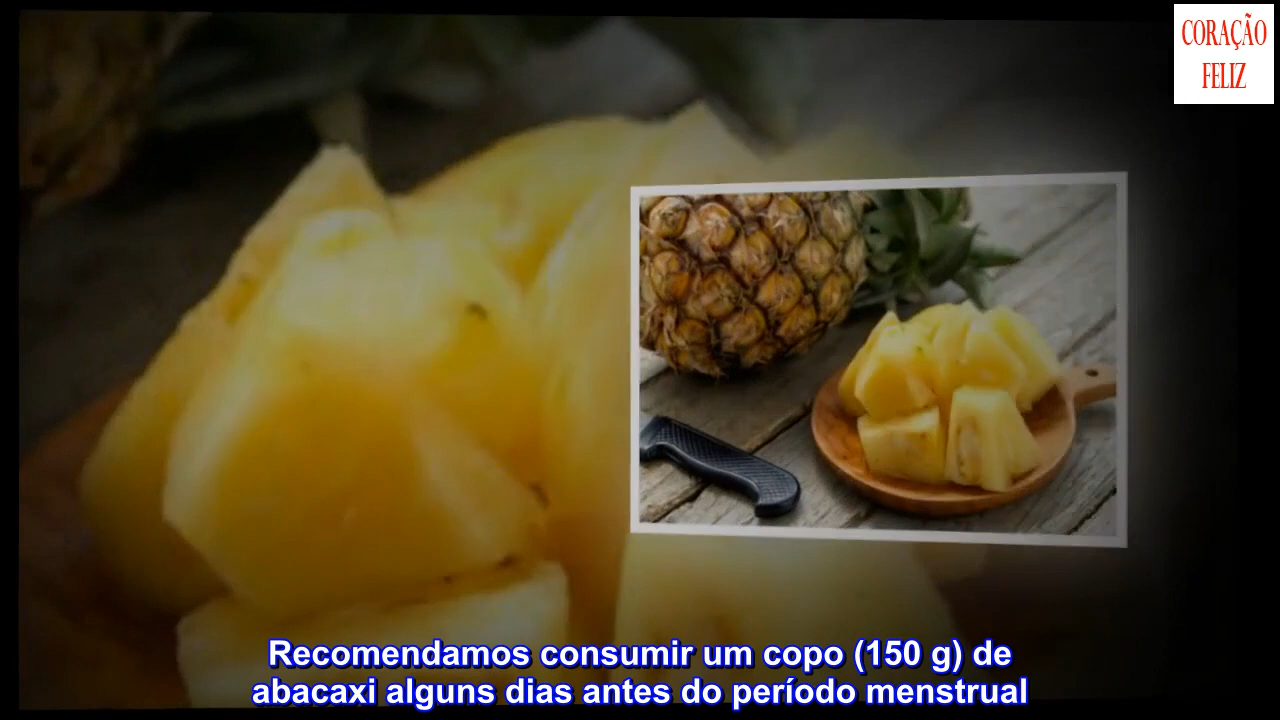 CORAÇÃO
FELIZ
Recomendamos consumir um copo (150 g) de
abacaxi alguns dias antes do período menstrual